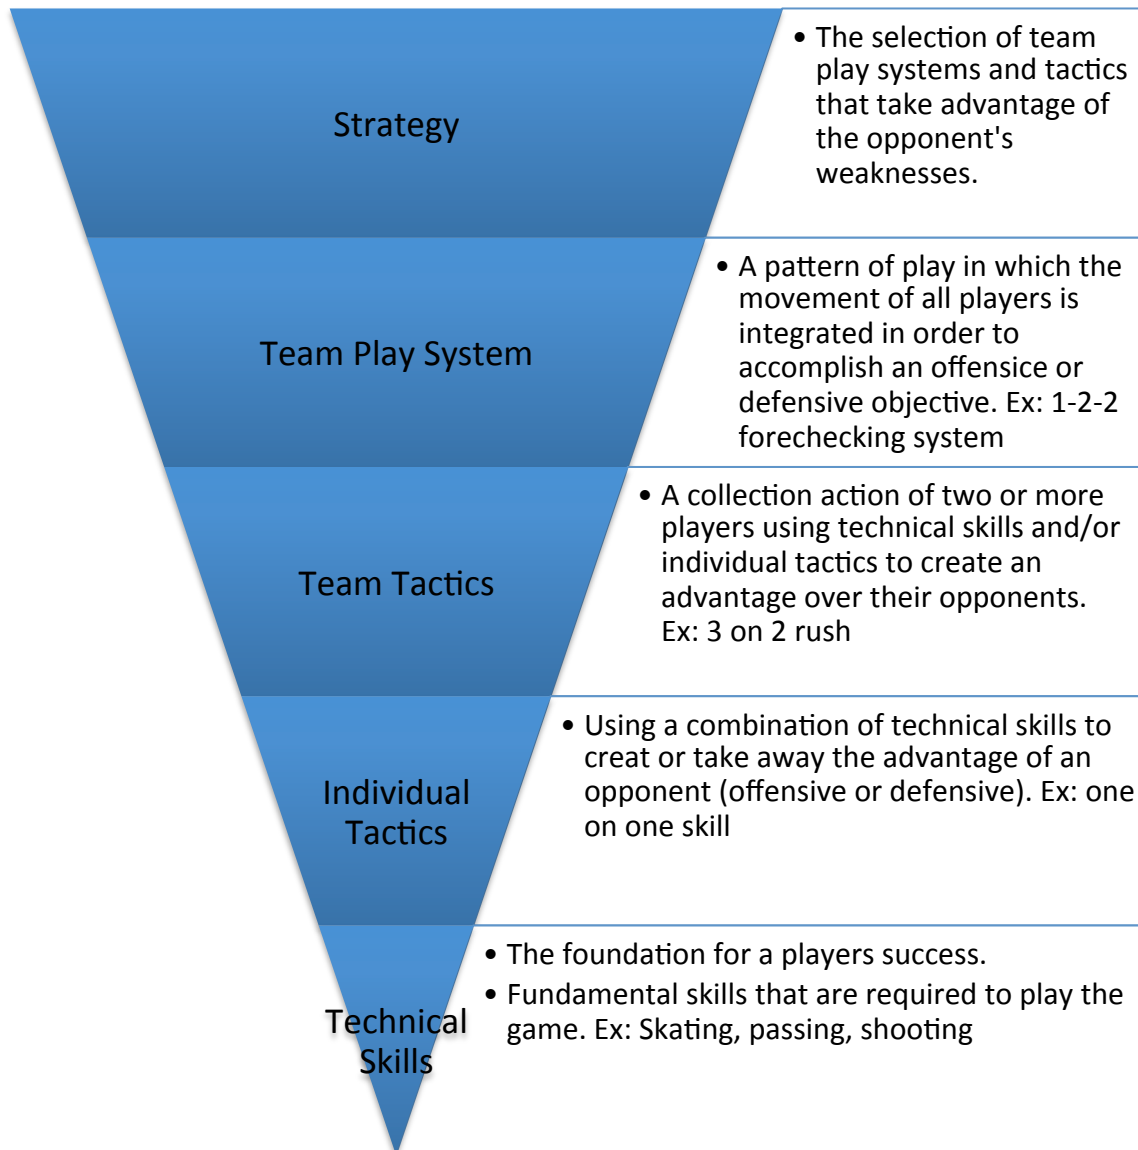 Strategy
• The selection of team
play systems and tactics
that take advantage of
the opponent's
weaknesses.
Team Play System
• A pattern of play in which the
movement of all players is
integrated in order to
accomplish an offensice or
defensive objective. Ex: 1-2-2
forechecking system
Team Tactics
• A collection action of two or more
players using technical skills and/or
individual tactics to create an
advantage over their opponents.
Ex: 3 on 2 rush
Individual
Tactics
• Using a combination of technical skills to
creat or take away the advantage of an
opponent (offensive or defensive). Ex: one
on one skill
Technical
Skills
• The foundation for a players success.
• Fundamental skills that are required to play the
game. Ex: Skating, passing, shooting